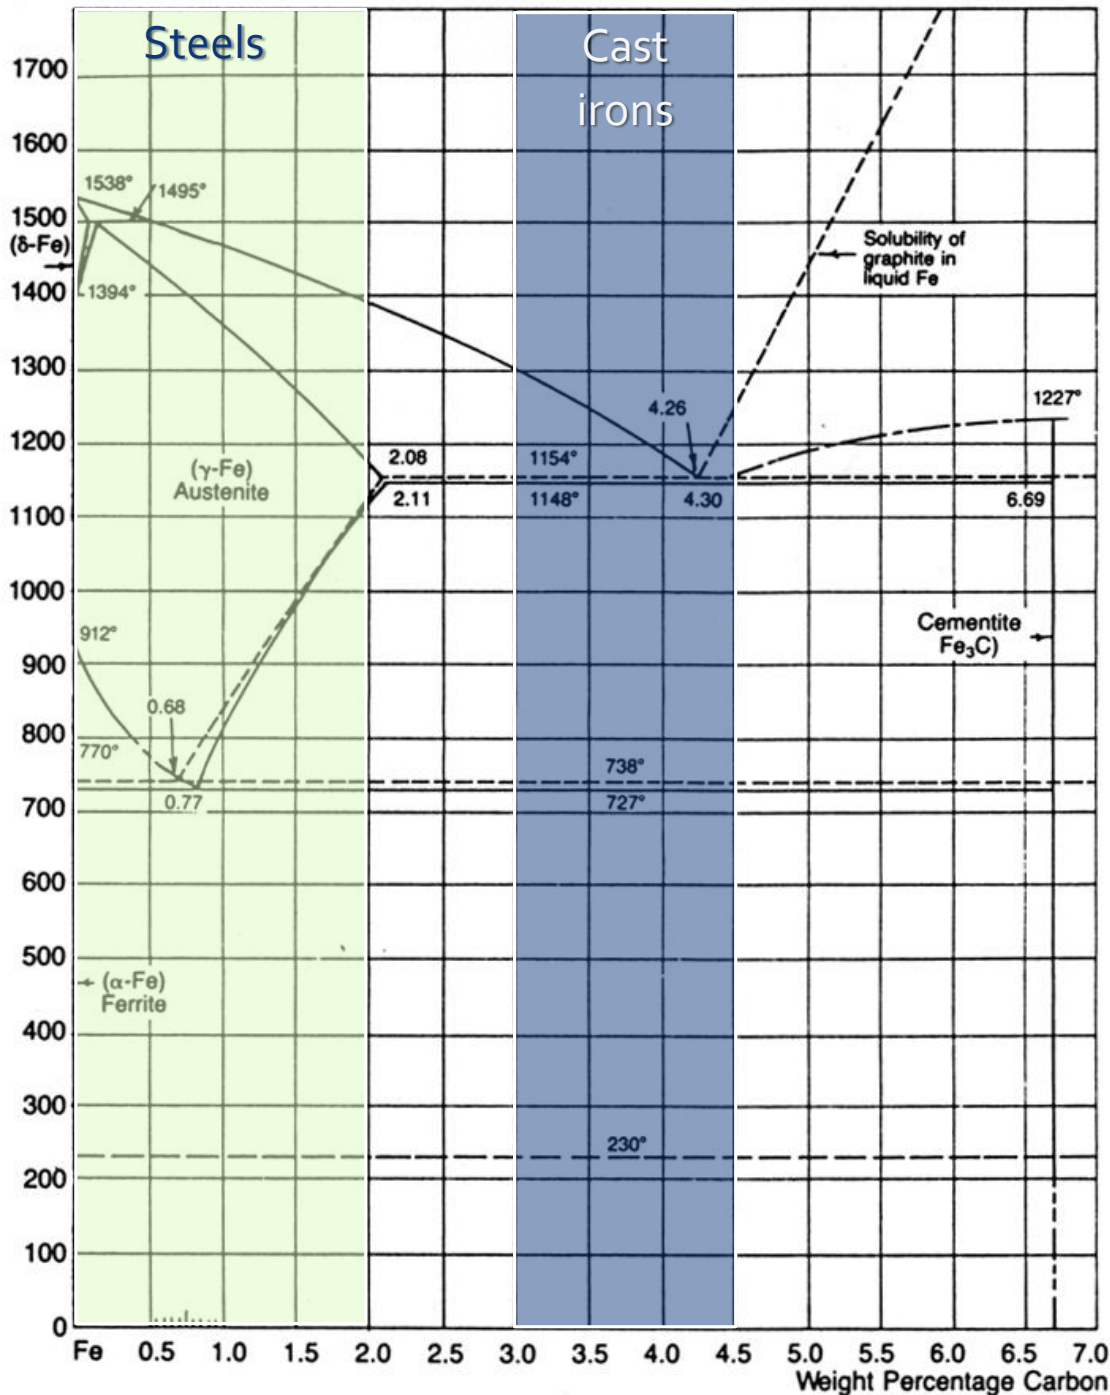 Steels
Cast
irons
1700
1600
1538°
1495°
1500
(δ-Fe)
Solubility of
graphite in
liquid Fe
1394°
1400
1300
1227°
4.26
1200
2.08
1154°
(γ-Fe)
Austenite
2.11
1148°
4.30
6.69
1100
1000
912°
Cementite
Fe₃C)
900
0.68
800
770°
738°
0.77
727°
700
600
500
(α-Fe)
Ferrite
400
300
230°
200
100
0
Fe 0.5 1.0 1.5 2.0 2.5 3.0 3.5 4.0 4.5 5.0 5.5 6.0 6.5 7.0
Weight Percentage Carbon